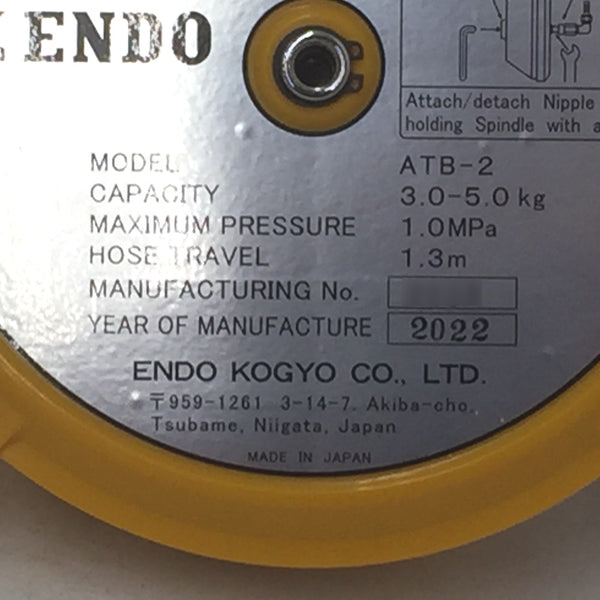 ENDO
Attach/detach Nipple
holding Spindle with a
MODEL ATB-2
CAPACITY 3.0-5.0 kg
MAXIMUM PRESSURE 1.0MPa
HOSE TRAVEL 1.3m
MANUFACTURING No.
YEAR OF MANUFACTURE 2022
ENDO KOGYO CO., LTD.
〒959-1261 3-14-7, Akiba-cho,
Tsubame, Niigata, Japan
MADE IN JAPAN